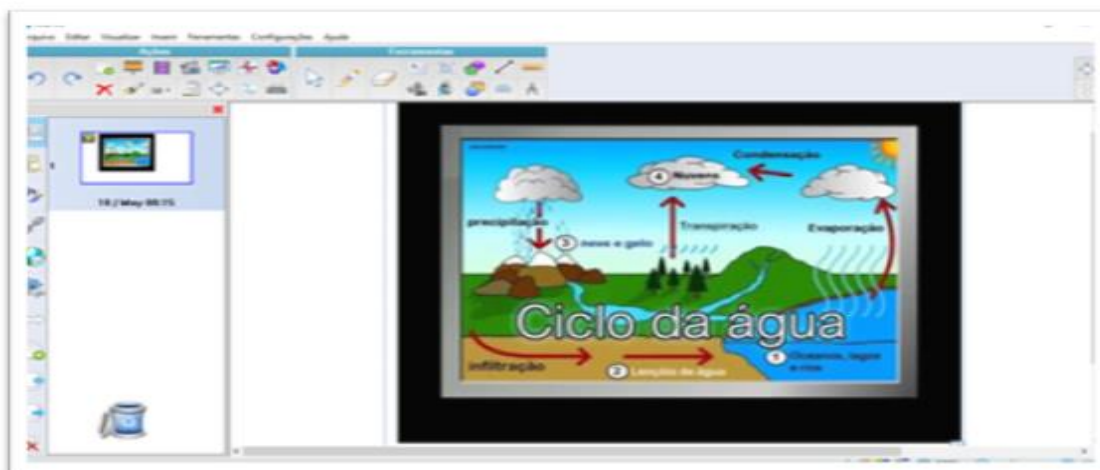 Editar Visualizar Inserir Ferramentas Configurações Ajuda
Ações Ferramentas
1
Condensação
4 Nuvens
precipitação
Transpiração
Evaporação
3 neve e gelo
Ciclo da água
1 Oceanos, lagos
e rios
infiltração
2 Lençóis de água